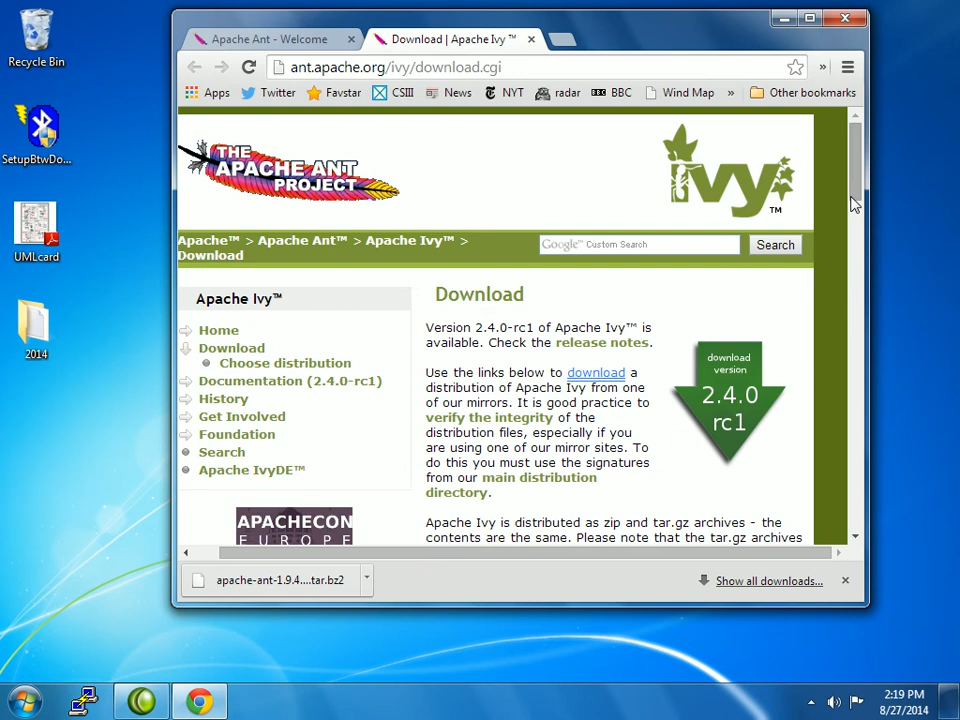 Recycle Bin
SetupBtwDo...
UMLcard
2014
Apache Ant - Welcome
Download | Apache Ivy ™
ant.apache.org/ivy/download.cgi
Apps
Twitter
Favstar
CSIII
News
NYT
radar
BBC
Wind Map
»
Other bookmarks
THE
APACHE ANT
PROJECT
ivy
™
Apache™ > Apache Ant™ > Apache Ivy™ >
Download
Google™ Custom Search
Search
Apache Ivy™
Home
Download
Choose distribution
Documentation (2.4.0-rc1)
History
Get Involved
Foundation
Search
Apache IvyDE™
APACHECON
EUROPE
Download
Version 2.4.0-rc1 of Apache Ivy™ is
available. Check the release notes.
Use the links below to download a
distribution of Apache Ivy from one
of our mirrors. It is good practice to
verify the integrity of the
distribution files, especially if you
are using one of our mirror sites. To
do this you must use the signatures
from our main distribution
directory.
download
version
2.4.0
rc1
Apache Ivy is distributed as zip and tar.gz archives - the
contents are the same. Please note that the tar.gz archives
apache-ant-1.9.4....tar.bz2
Show all downloads...
2:19 PM
8/27/2014